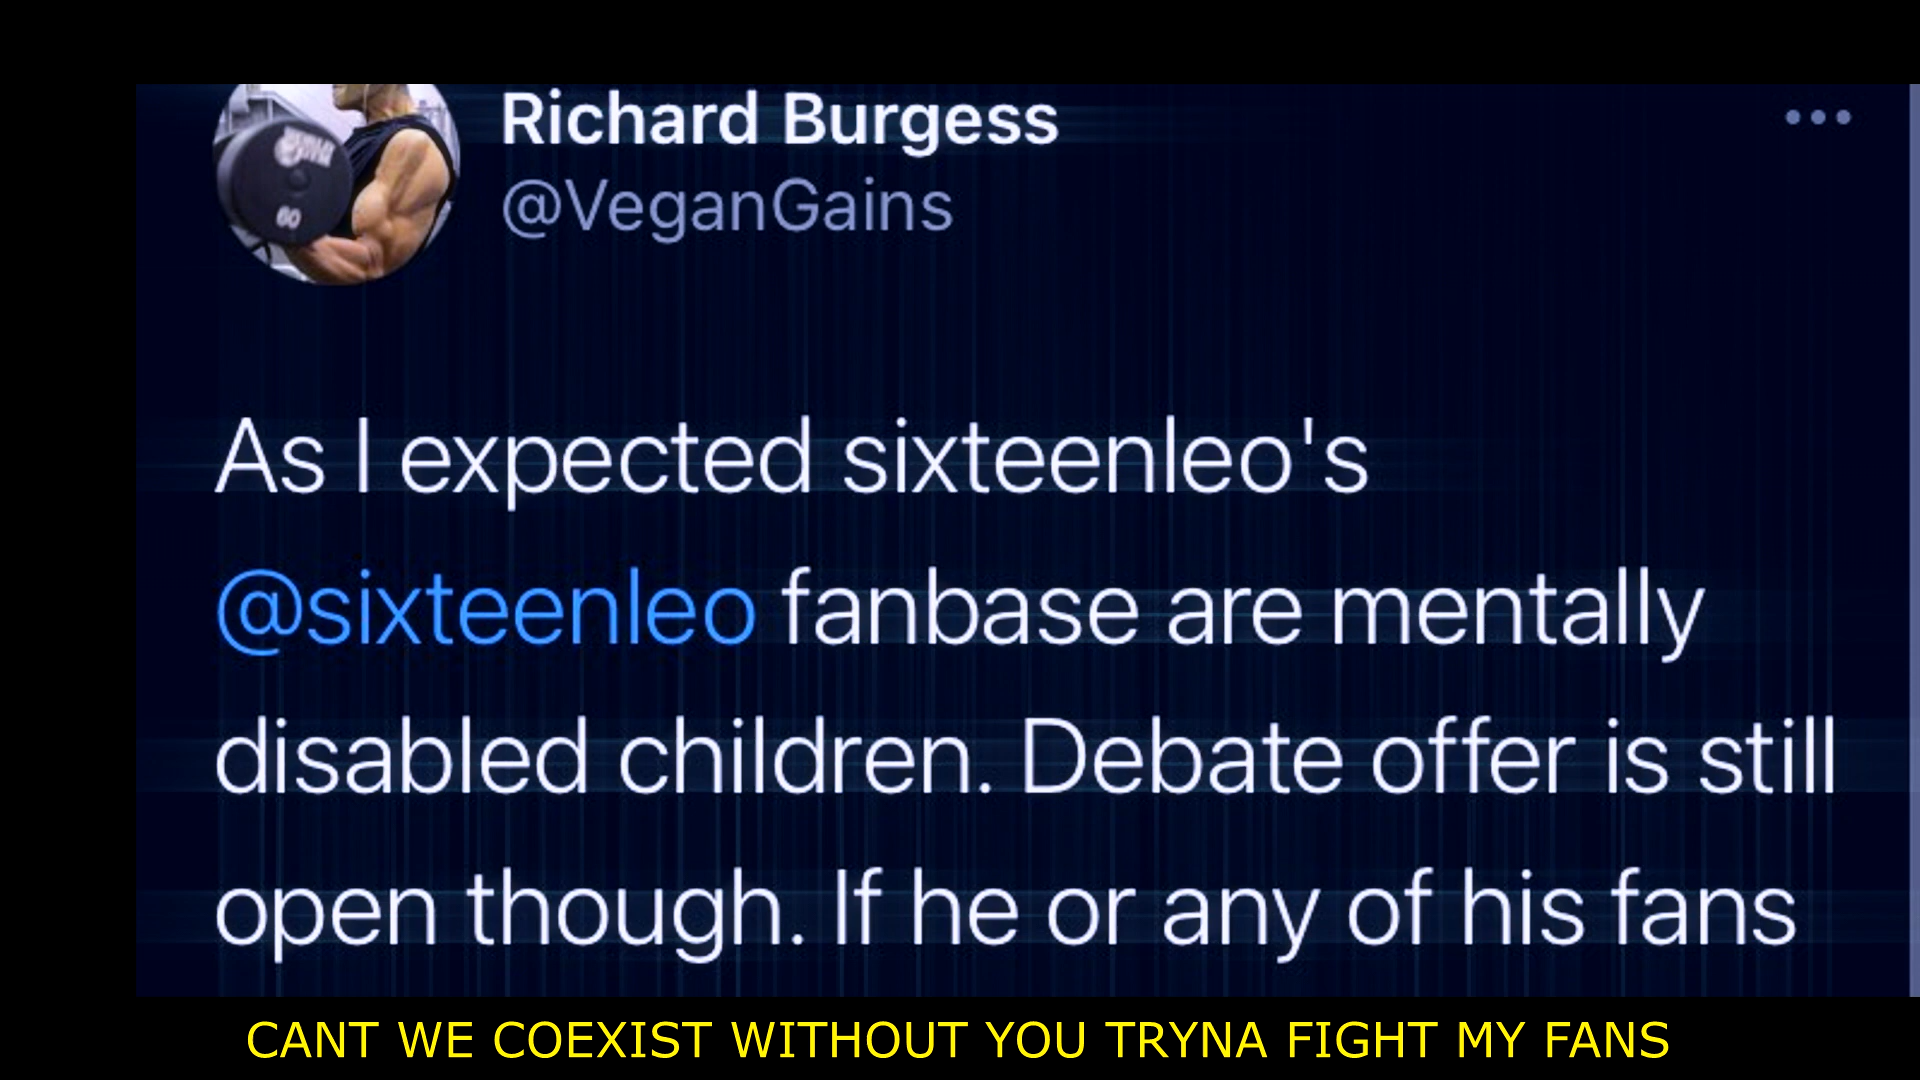 Richard Burgess
@VeganGains
60
As I expected sixteenleo's
@sixteenleo fanbase are mentally
disabled children. Debate offer is still
open though. If he or any of his fans
CANT WE COEXIST WITHOUT YOU TRYNA FIGHT MY FANS